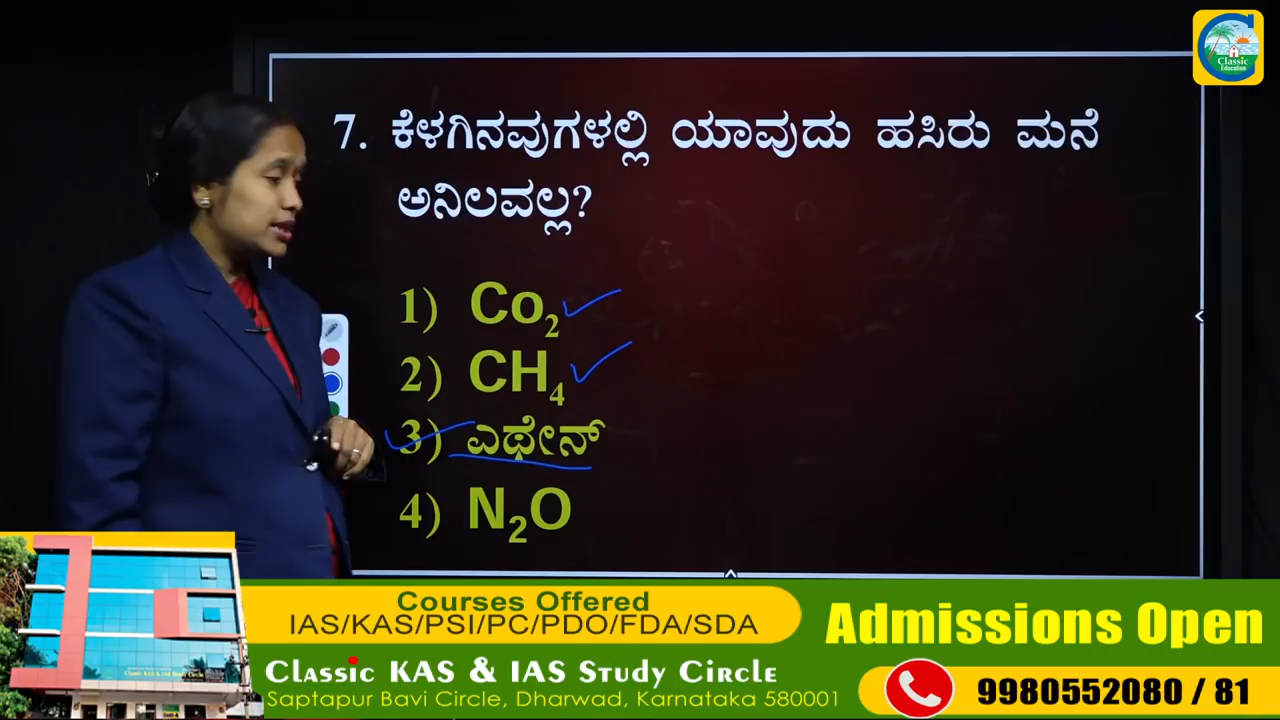 Classic
Education
7. ಕೆಳಗಿನವುಗಳಲ್ಲಿ ಯಾವುದು ಹಸಿರು ಮನೆ
ಅನಿಲವಲ್ಲ?
1) Co₂
2) CH₄
3) ಎಥೇನ್
4) N₂O
Courses Offered
IAS/KAS/PSI/PC/PDO/FDA/SDA
Classic KAS & IAS Study Circle
Saptapur Bavi Circle, Dharwad, Karnataka 580001
Admissions Open
9980552080 / 81